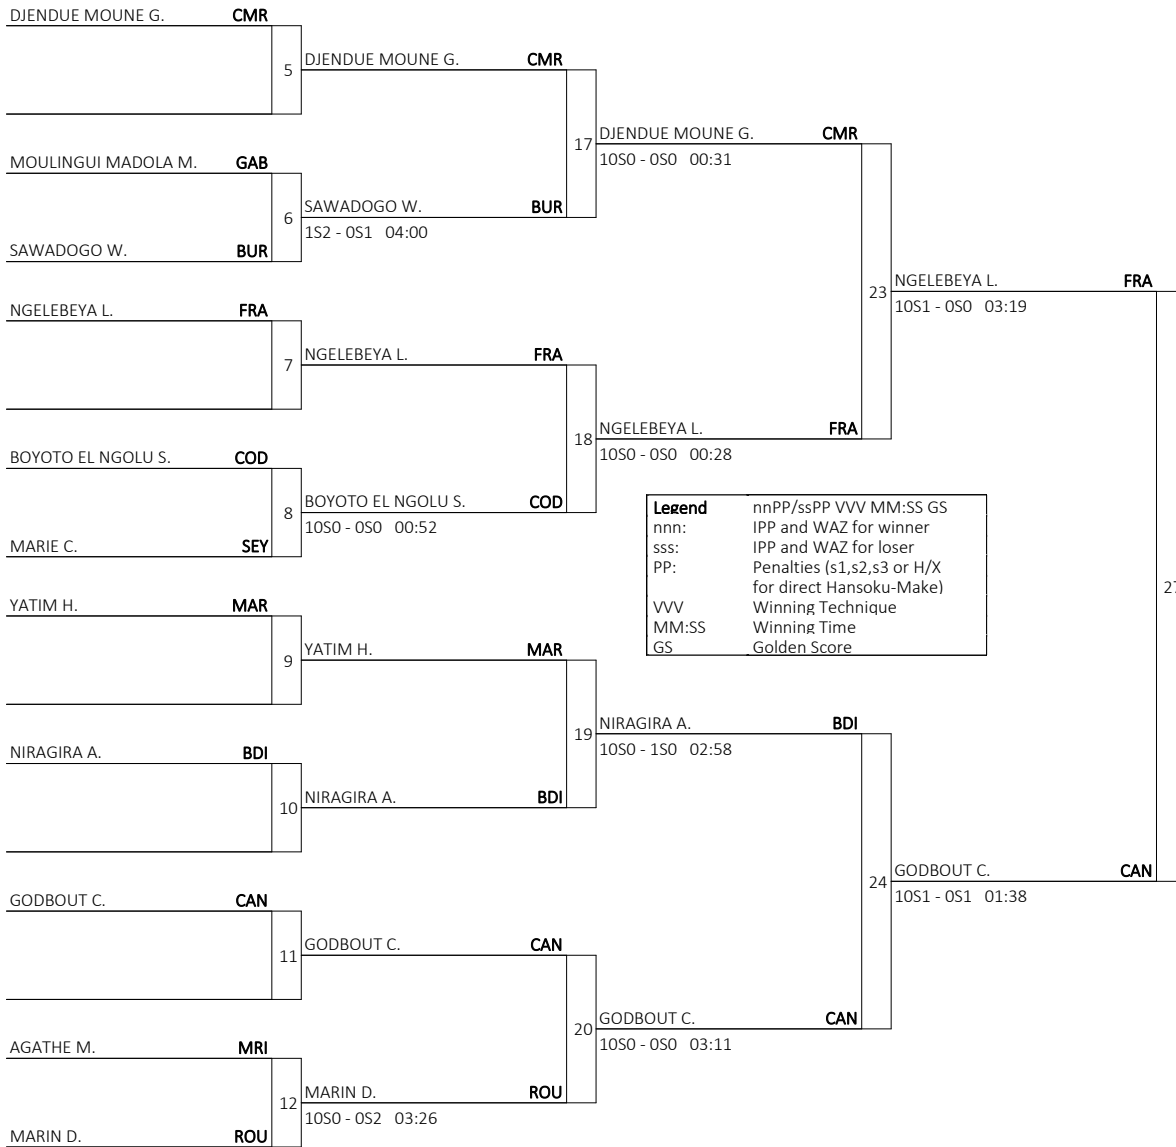 DJENDUE MOUNE G. CMR
5
MOULINGUI MADOLA M. GAB
6
SAWADOGO W. BUR
NGELEBEYA L. FRA
7
BOYOTO EL NGOLU S. COD
8
MARIE C. SEY
YATIM H. MAR
9
NIRAGIRA A. BDI
10
GODBOUT C. CAN
11
AGATHE M. MRI
12
MARIN D. ROU
DJENDUE MOUNE G. CMR
17
SAWADOGO W. BUR
1S2 - 0S1 04:00
NGELEBEYA L. FRA
18
BOYOTO EL NGOLU S. COD
10S0 - 0S0 00:52
YATIM H. MAR
19
NIRAGIRA A. BDI
GODBOUT C. CAN
20
MARIN D. ROU
10S0 - 0S2 03:26
DJENDUE MOUNE G. CMR
10S0 - 0S0 00:31
23
NGELEBEYA L. FRA
10S0 - 0S0 00:28
Legend nnPP/ssPP VVV MM:SS GS
nnn: IPP and WAZ for winner
sss: IPP and WAZ for loser
PP: Penalties (s1,s2,s3 or H/X
for direct Hansoku-Make)
VVV Winning Technique
MM:SS Winning Time
GS Golden Score
NIRAGIRA A. BDI
10S0 - 1S0 02:58
24
GODBOUT C. CAN
10S0 - 0S0 03:11
NGELEBEYA L. FRA
10S1 - 0S0 03:19
27
GODBOUT C. CAN
10S1 - 0S1 01:38